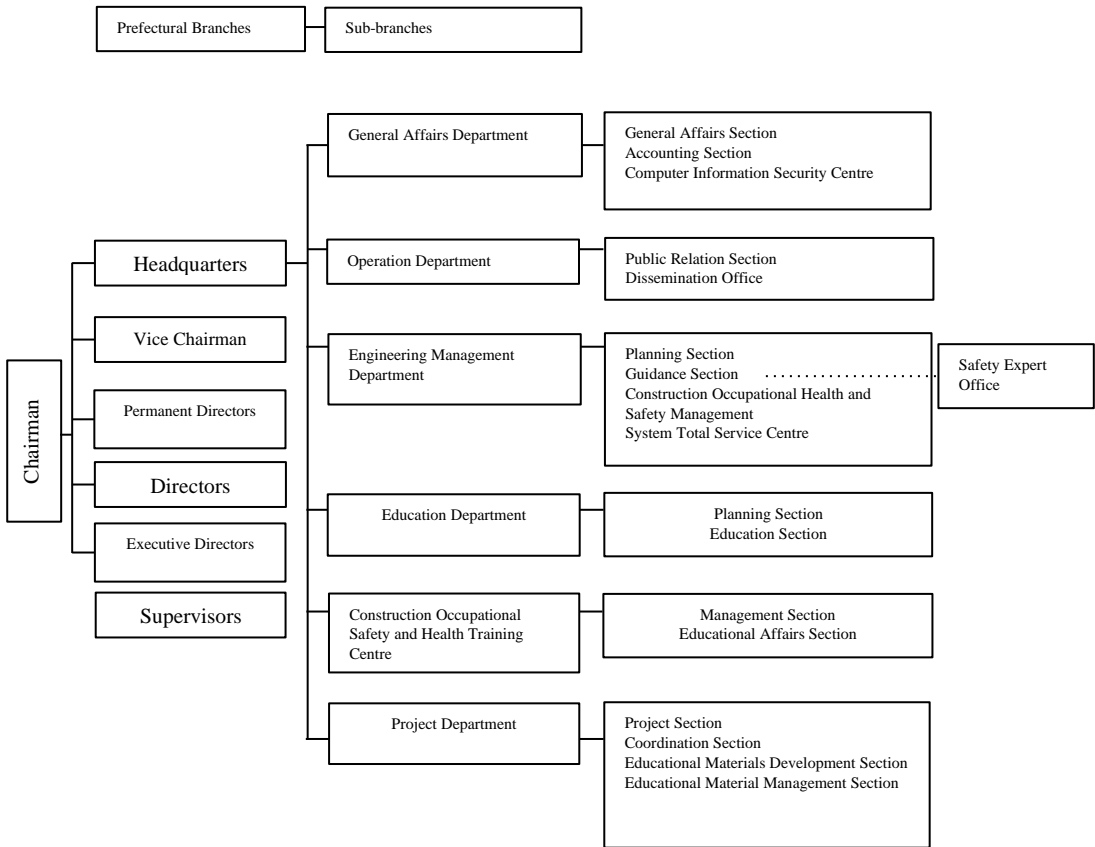 Prefectural Branches
Sub-branches
General Affairs Department
General Affairs Section
Accounting Section
Computer Information Security Centre
Headquarters
Operation Department
Public Relation Section
Dissemination Office
Vice Chairman
Engineering Management
Department
Planning Section
Guidance Section
Construction Occupational Health and
Safety Management
System Total Service Centre
Safety Expert
Office
Chairman
Permanent Directors
Directors
Executive Directors
Supervisors
Education Department
Planning Section
Education Section
Construction Occupational
Safety and Health Training
Centre
Management Section
Educational Affairs Section
Project Department
Project Section
Coordination Section
Educational Materials Development Section
Educational Material Management Section